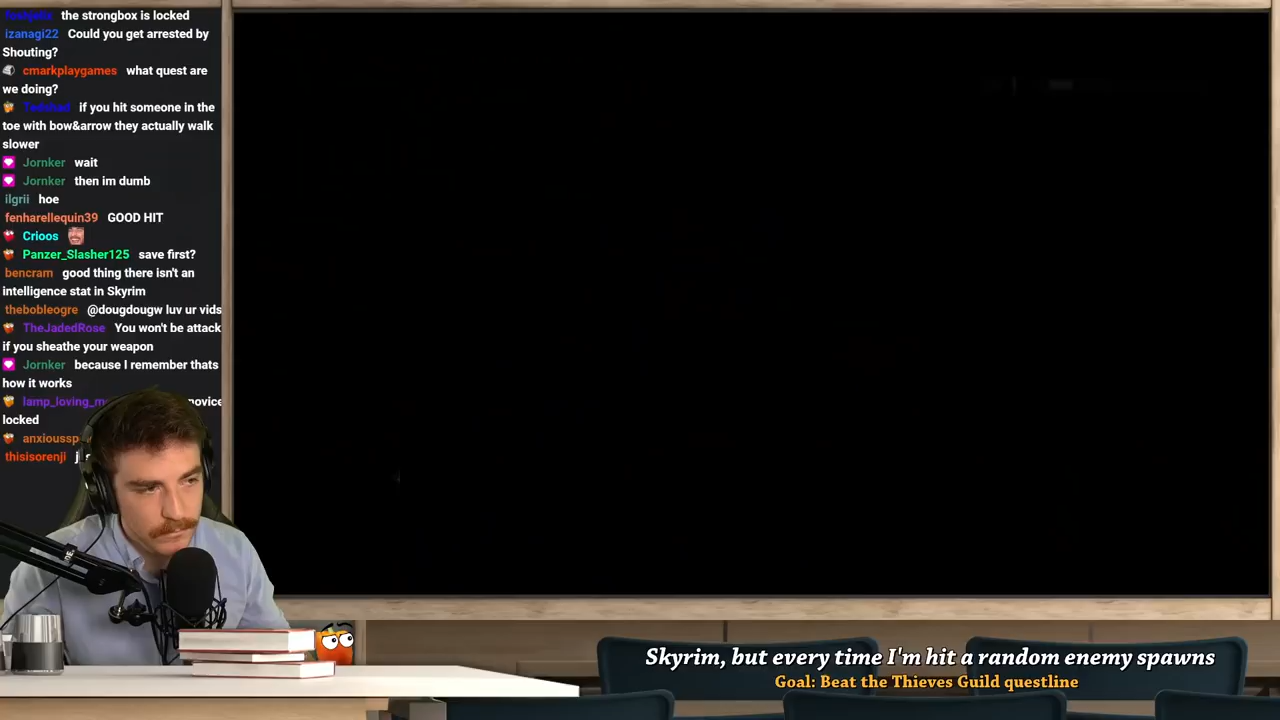 the strongbox is locked
izanagi22 Could you get arrested by
Shouting?
cmarkplaygames what quest are
we doing?
if you hit someone in the
toe with bow&arrow they actually walk
slower
Jornker wait
Jornker then im dumb
ilgrii hoe
fenharellequin39 GOOD HIT
Crioos
Panzer_Slasher125 save first?
bencram good thing there isn't an
intelligence stat in Skyrim
thebobleogre @dougdougw luv ur vids
TheJadedRose You won't be attack
if you sheathe your weapon
Jornker because I remember thats
how it works
locked
thisisorenji
Skyrim, but every time I'm hit a random enemy spawns
Goal: Beat the Thieves Guild questline